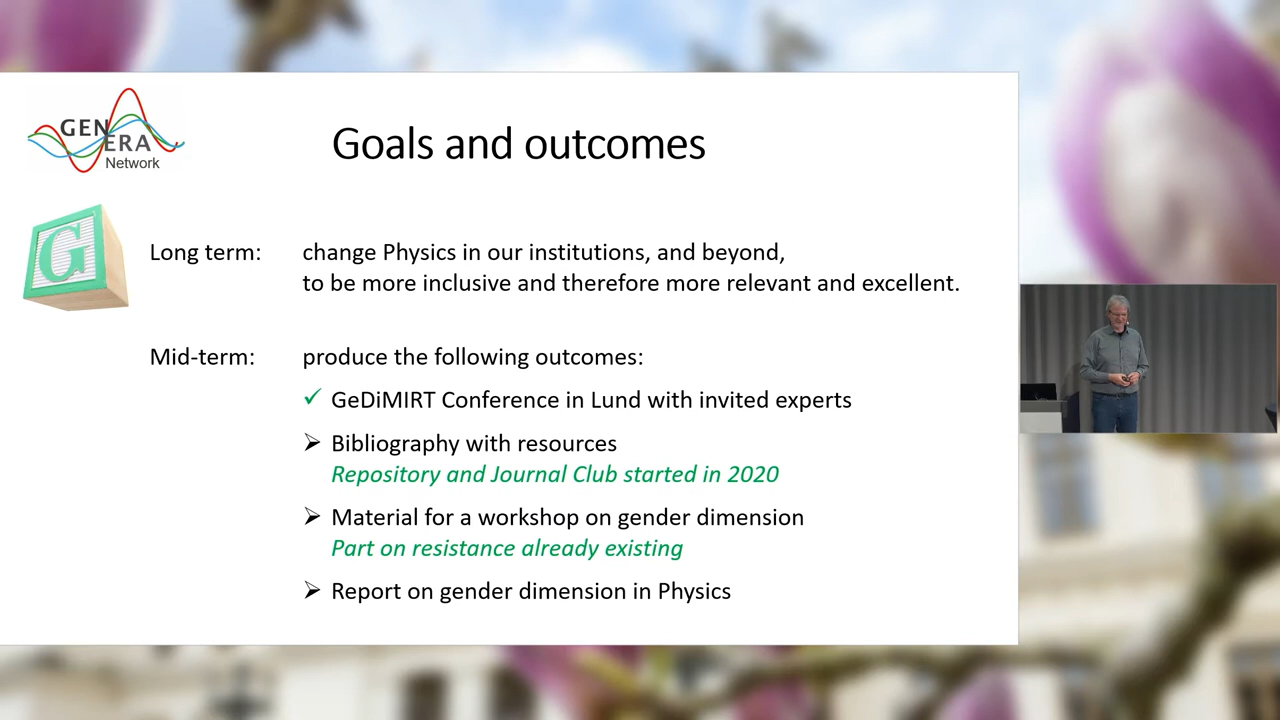 GEN
ERA
Network
Goals and outcomes
G
Long term: change Physics in our institutions, and beyond,
to be more inclusive and therefore more relevant and excellent.
Mid-term: produce the following outcomes:
✓ GeDiMIRT Conference in Lund with invited experts
➢ Bibliography with resources
Repository and Journal Club started in 2020
➢ Material for a workshop on gender dimension
Part on resistance already existing
➢ Report on gender dimension in Physics